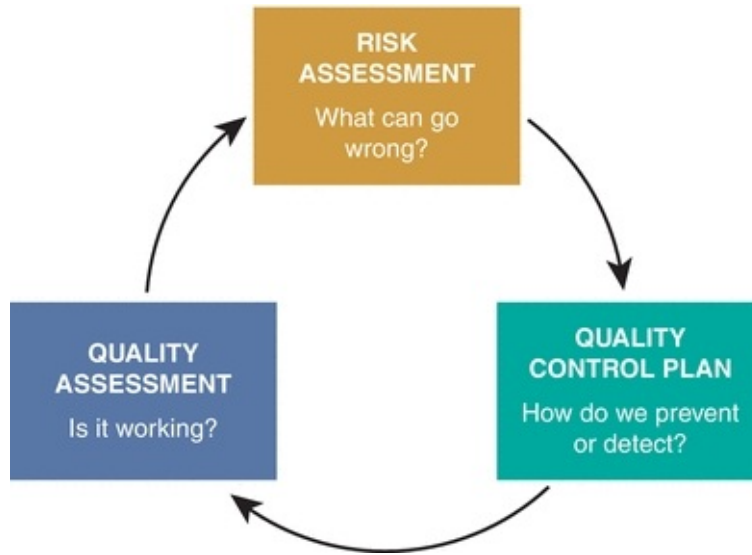 RISK
ASSESSMENT
What can go
wrong?
QUALITY
ASSESSMENT
Is it working?
QUALITY
CONTROL PLAN
How do we prevent
or detect?